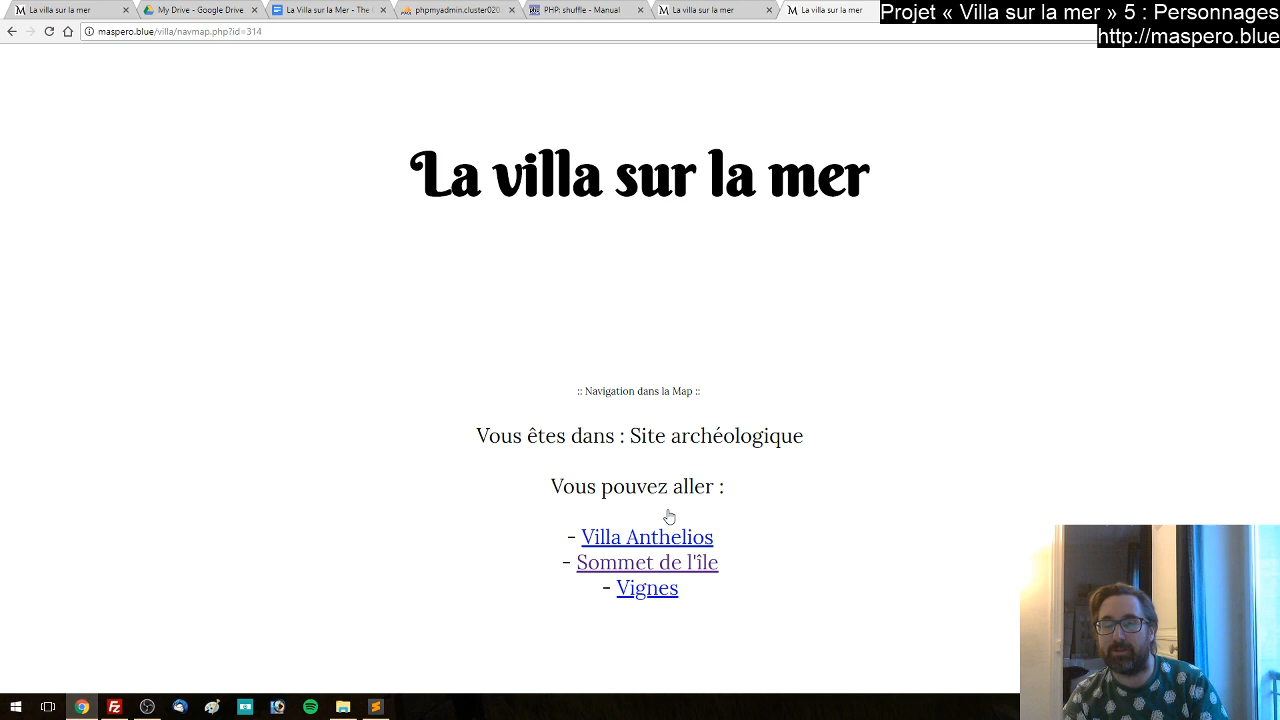 La villa sur la mer
My Drive - Google Drive
La Villa sur la Mer - The
phpmyadmin.cluster020
PHP: shuffle - Manual
La villa sur la mer
La villa sur la mer
Projet « Villa sur la mer » 5 : Personnages
http://maspero.blue
maspero.blue/villa/navmap.php?id=314
La villa sur la mer
:: Navigation dans la Map ::
Vous êtes dans : Site archéologique
Vous pouvez aller :
- Villa Anthelios
- Sommet de l'île
- Vignes